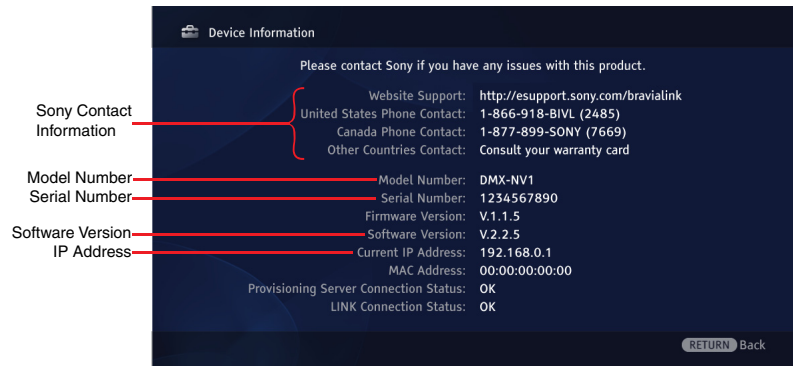 Device Information
Please contact Sony if you have any issues with this product.
Sony Contact
Information
Website Support: http://esupport.sony.com/bravialink
United States Phone Contact: 1-866-918-BIVL (2485)
Canada Phone Contact: 1-877-899-SONY (7669)
Other Countries Contact: Consult your warranty card
Model Number Model Number: DMX-NV1
Serial Number Serial Number: 1234567890
Firmware Version: V.1.1.5
Software Version Software Version: V.2.2.5
IP Address Current IP Address: 192.168.0.1
MAC Address: 00:00:00:00:00
Provisioning Server Connection Status: OK
LINK Connection Status: OK
RETURN Back